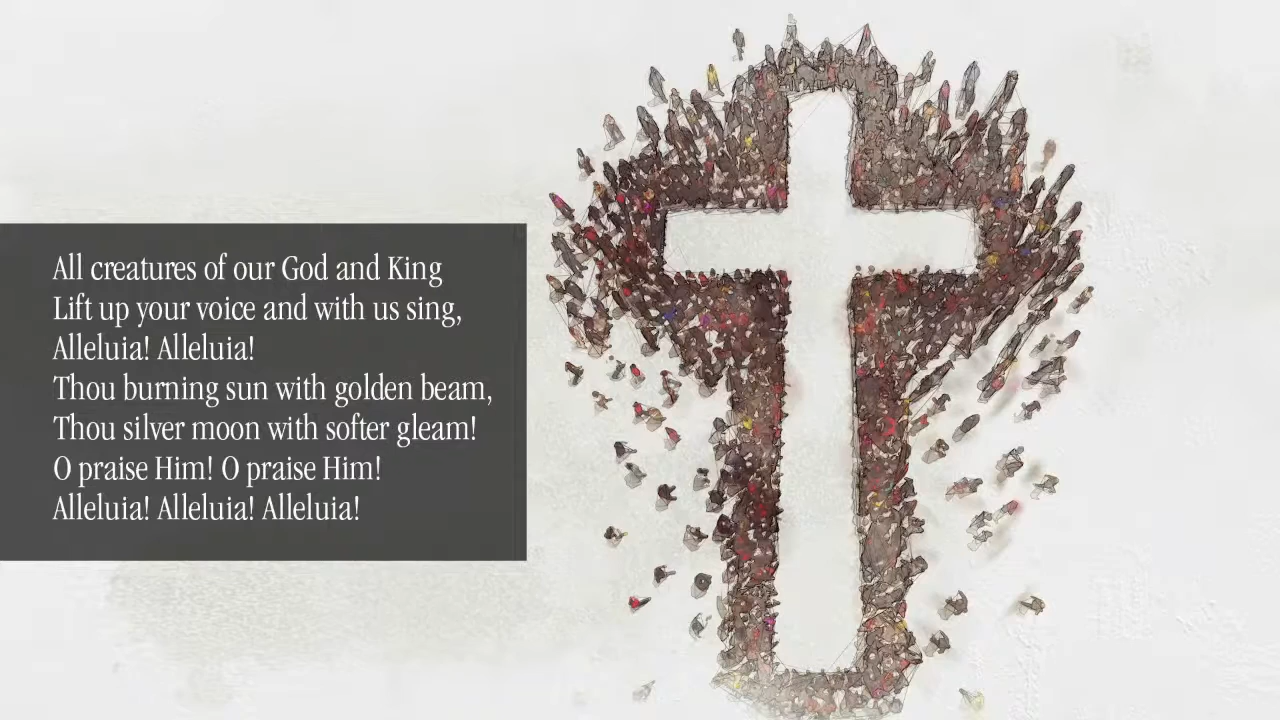 All creatures of our God and King
Lift up your voice and with us sing,
Alleluia! Alleluia!
Thou burning sun with golden beam,
Thou silver moon with softer gleam!
O praise Him! O praise Him!
Alleluia! Alleluia! Alleluia!